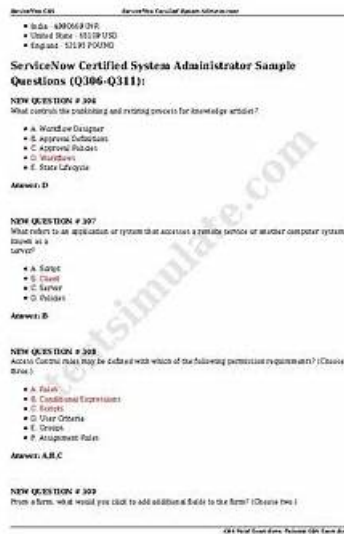 ServiceNow CSA
ServiceNow Certified System Administrator
India - 4990669 INR
United State - 65109 USD
England - 52195 POUND
ServiceNow Certified System Administrator Sample
Questions (Q306-Q311):
NEW QUESTION # 306
What controls the publishing and retiring process for knowledge articles?
A. Workflow Designer
B. Approval Definitions
C. Approval Policies
D. Workflows
E. State Lifecycle
Answer: D
NEW QUESTION # 307
What refers to an application or system that accesses a remote service or another computer system,
known as a
server?
A. Script
B. Client
C. Server
D. Policies
Answer: B
NEW QUESTION # 308
Access Control rules may be defined with which of the following permission requirements? (Choose
three.)
A. Roles
B. Conditional Expressions
C. Scripts
D. User Criteria
E. Groups
F. Assignment Rules
Answer: A,B,C
NEW QUESTION # 309
From a form, what would you click to add additional fields to the form? (Choose two.)
testsimulate.com